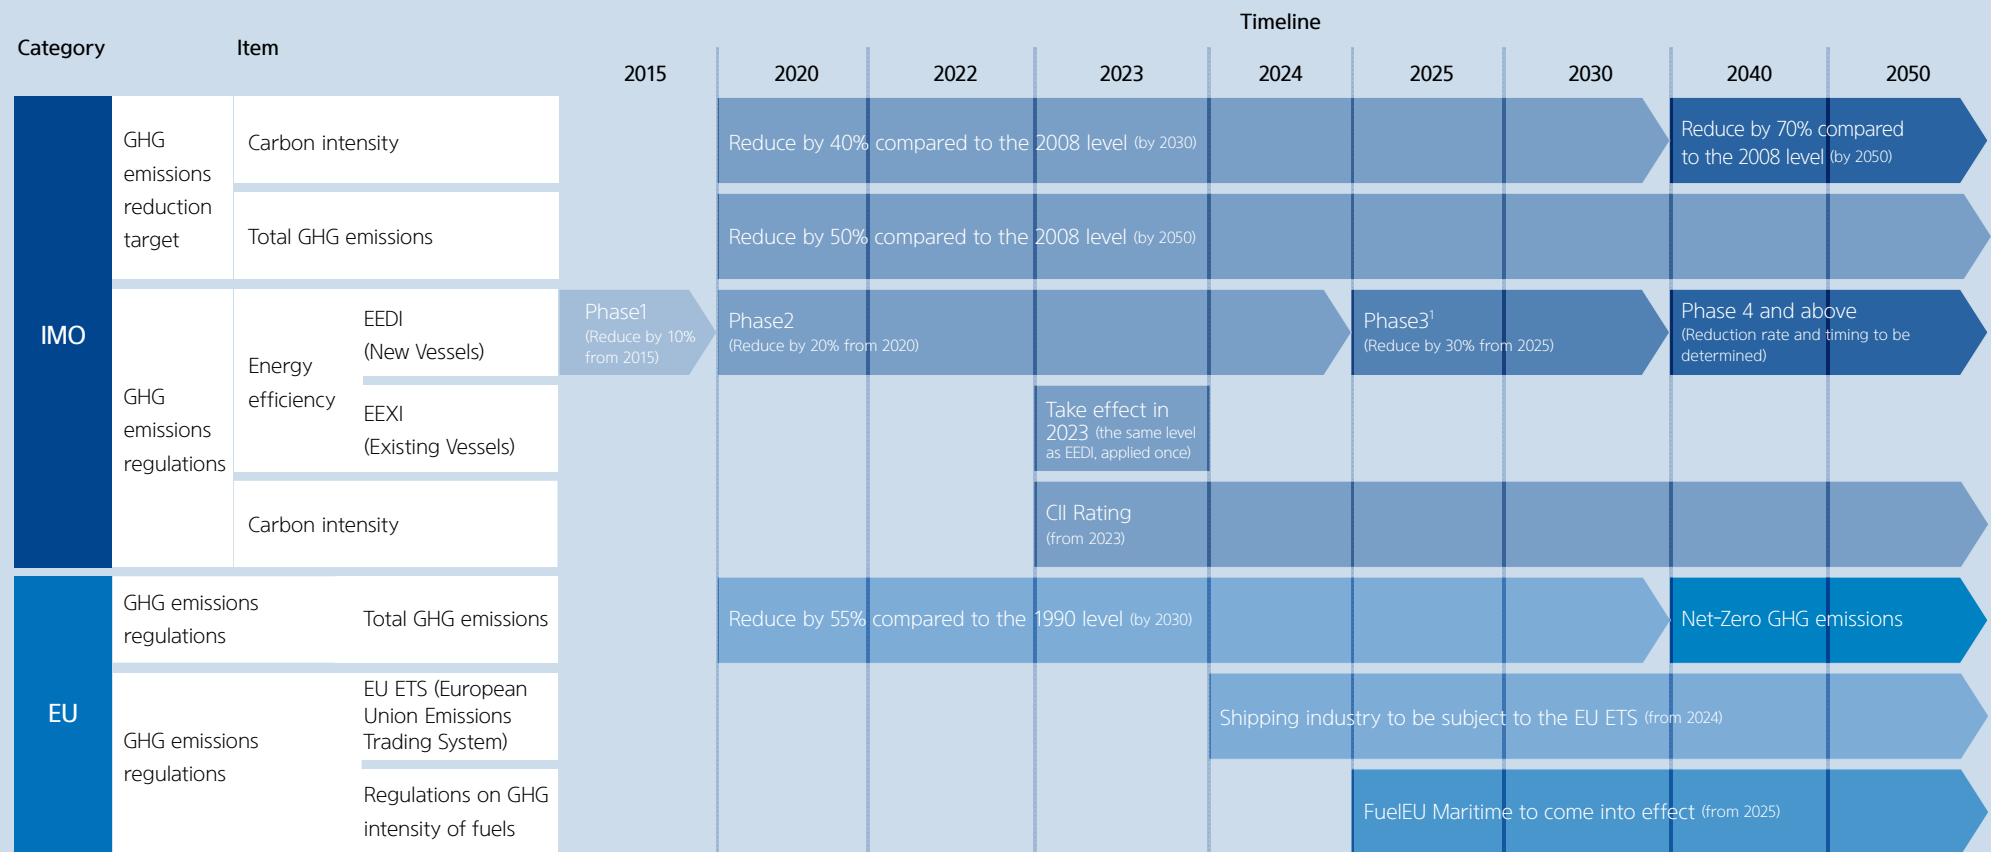 Timeline
Category
Item
2015
2020
2022
2023
2024
2025
2030
2040
2050
IMO
GHG
emissions
reduction
target
Carbon intensity
Reduce by 40% compared to the 2008 level (by 2030)
Reduce by 70% compared
to the 2008 level (by 2050)
Total GHG emissions
Reduce by 50% compared to the 2008 level (by 2050)
GHG
emissions
regulations
Energy
efficiency
EEDI
(New Vessels)
Phase1
(Reduce by 10%
from 2015)
Phase2
(Reduce by 20% from 2020)
Phase3¹
(Reduce by 30% from 2025)
Phase 4 and above
(Reduction rate and timing to be
determined)
EEXI
(Existing Vessels)
Take effect in
2023 (the same level
as EEDI, applied once)
Carbon intensity
CII Rating
(from 2023)
EU
GHG emissions
regulations
Total GHG emissions
Reduce by 55% compared to the 1990 level (by 2030)
Net-Zero GHG emissions
GHG emissions
regulations
EU ETS (European
Union Emissions
Trading System)
Shipping industry to be subject to the EU ETS (from 2024)
Regulations on GHG
intensity of fuels
FuelEU Maritime to come into effect (from 2025)